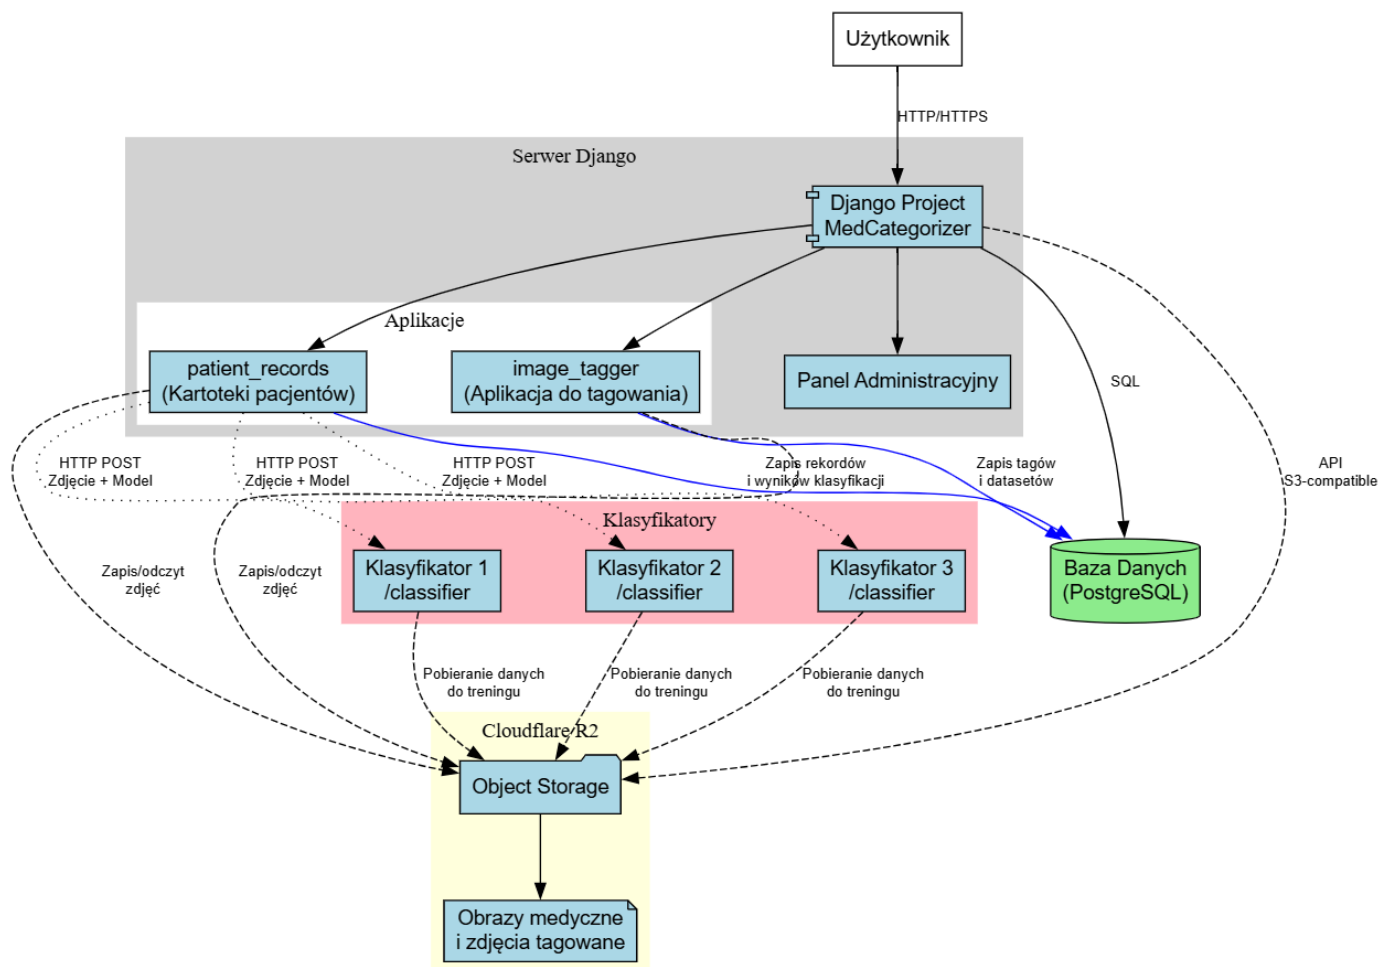 Użytkownik
HTTP/HTTPS
Serwer Django
Django Project
MedCategorizer
Aplikacje
patient_records
(Kartoteki pacjentów)
image_tagger
(Aplikacja do tagowania)
Panel Administracyjny
SQL
HTTP POST
Zdjęcie + Model
HTTP POST
Zdjęcie + Model
HTTP POST
Zdjęcie + Model
Zapis rekordów
i wyników klasyfikacji
Zapis tagów
i datasetów
API
S3-compatible
Klasyfikatory
Klasyfikator 1
/classifier
Klasyfikator 2
/classifier
Klasyfikator 3
/classifier
Baza Danych
(PostgreSQL)
Zapis/odczyt
zdjęć
Zapis/odczyt
zdjęć
Pobieranie danych
do treningu
Pobieranie danych
do treningu
Pobieranie danych
do treningu
Cloudflare R2
Object Storage
Obrazy medyczne
i zdjęcia tagowane